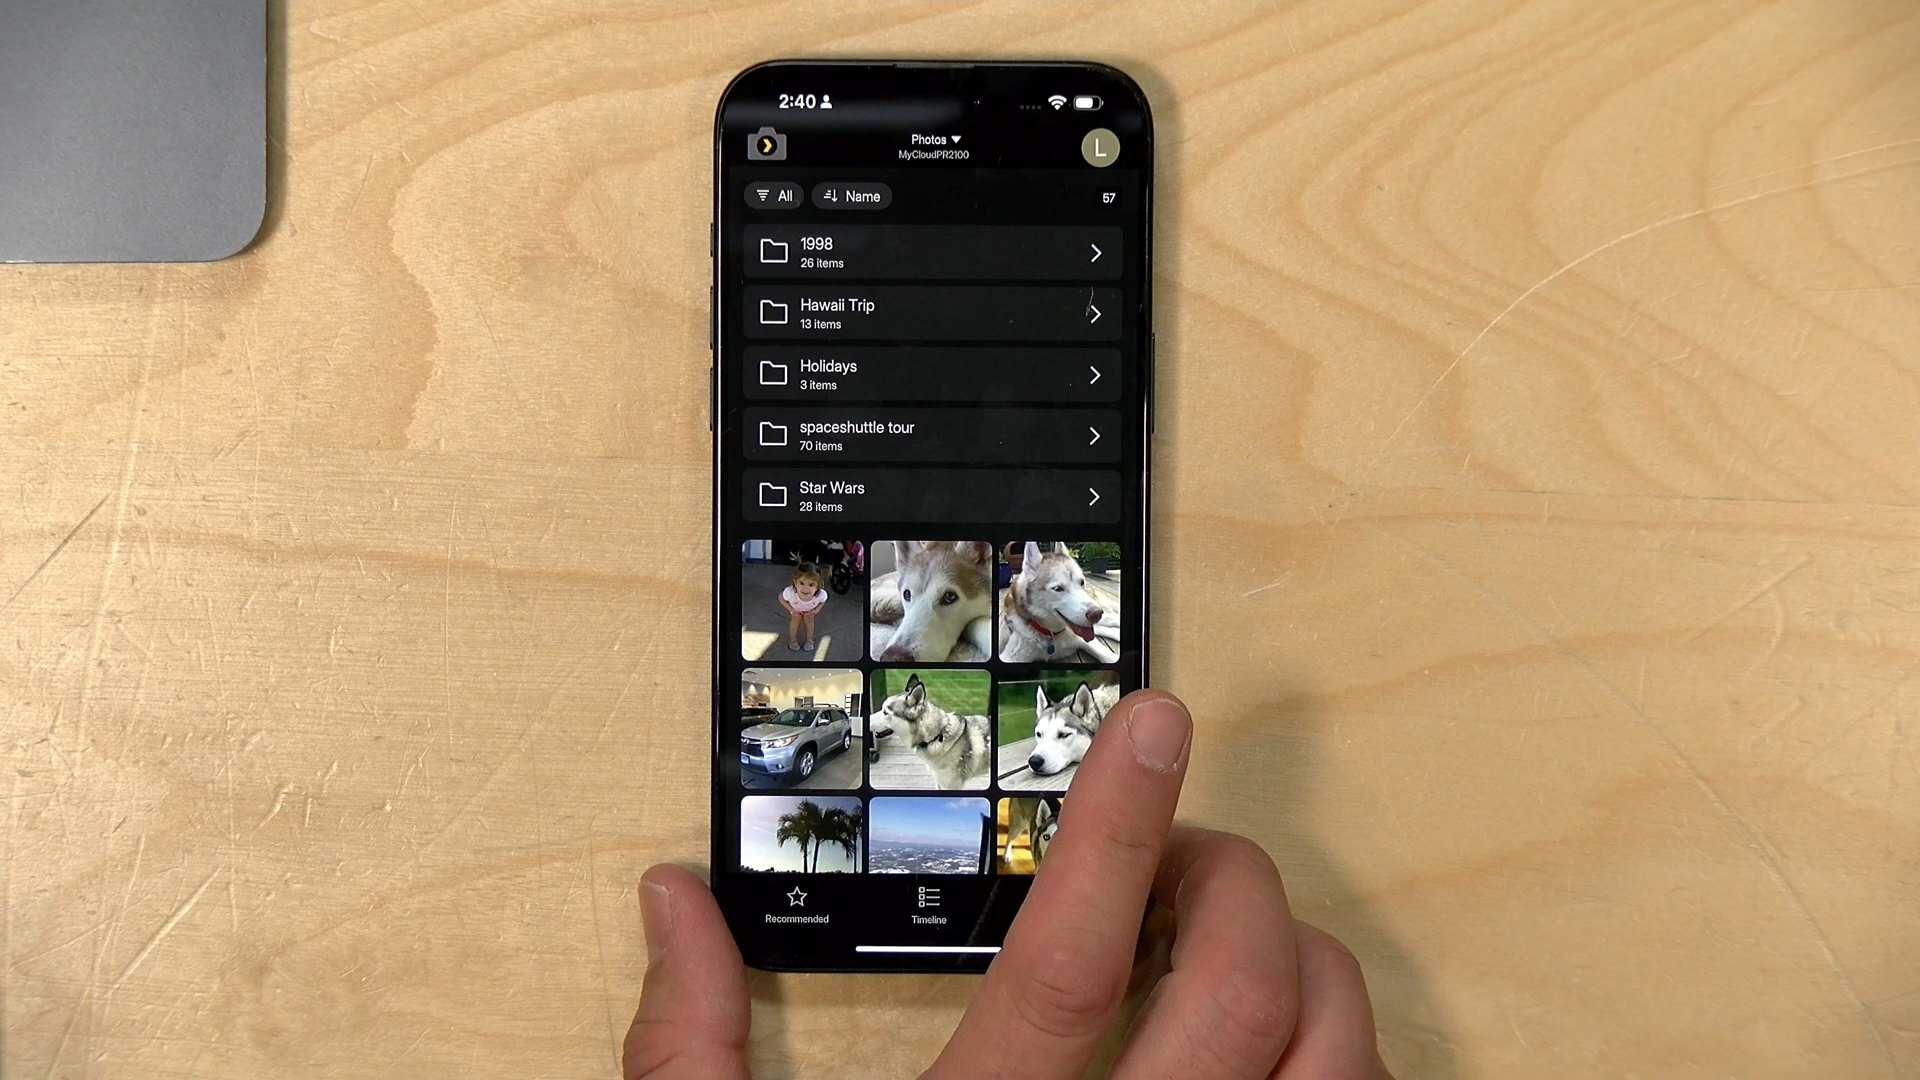 2:40
Photos
MyCloudPR2100
L
All
Name
57
1998
26 items
Hawaii Trip
13 items
Holidays
3 items
spaceshuttle tour
70 items
Star Wars
28 items
Recommended
Timeline